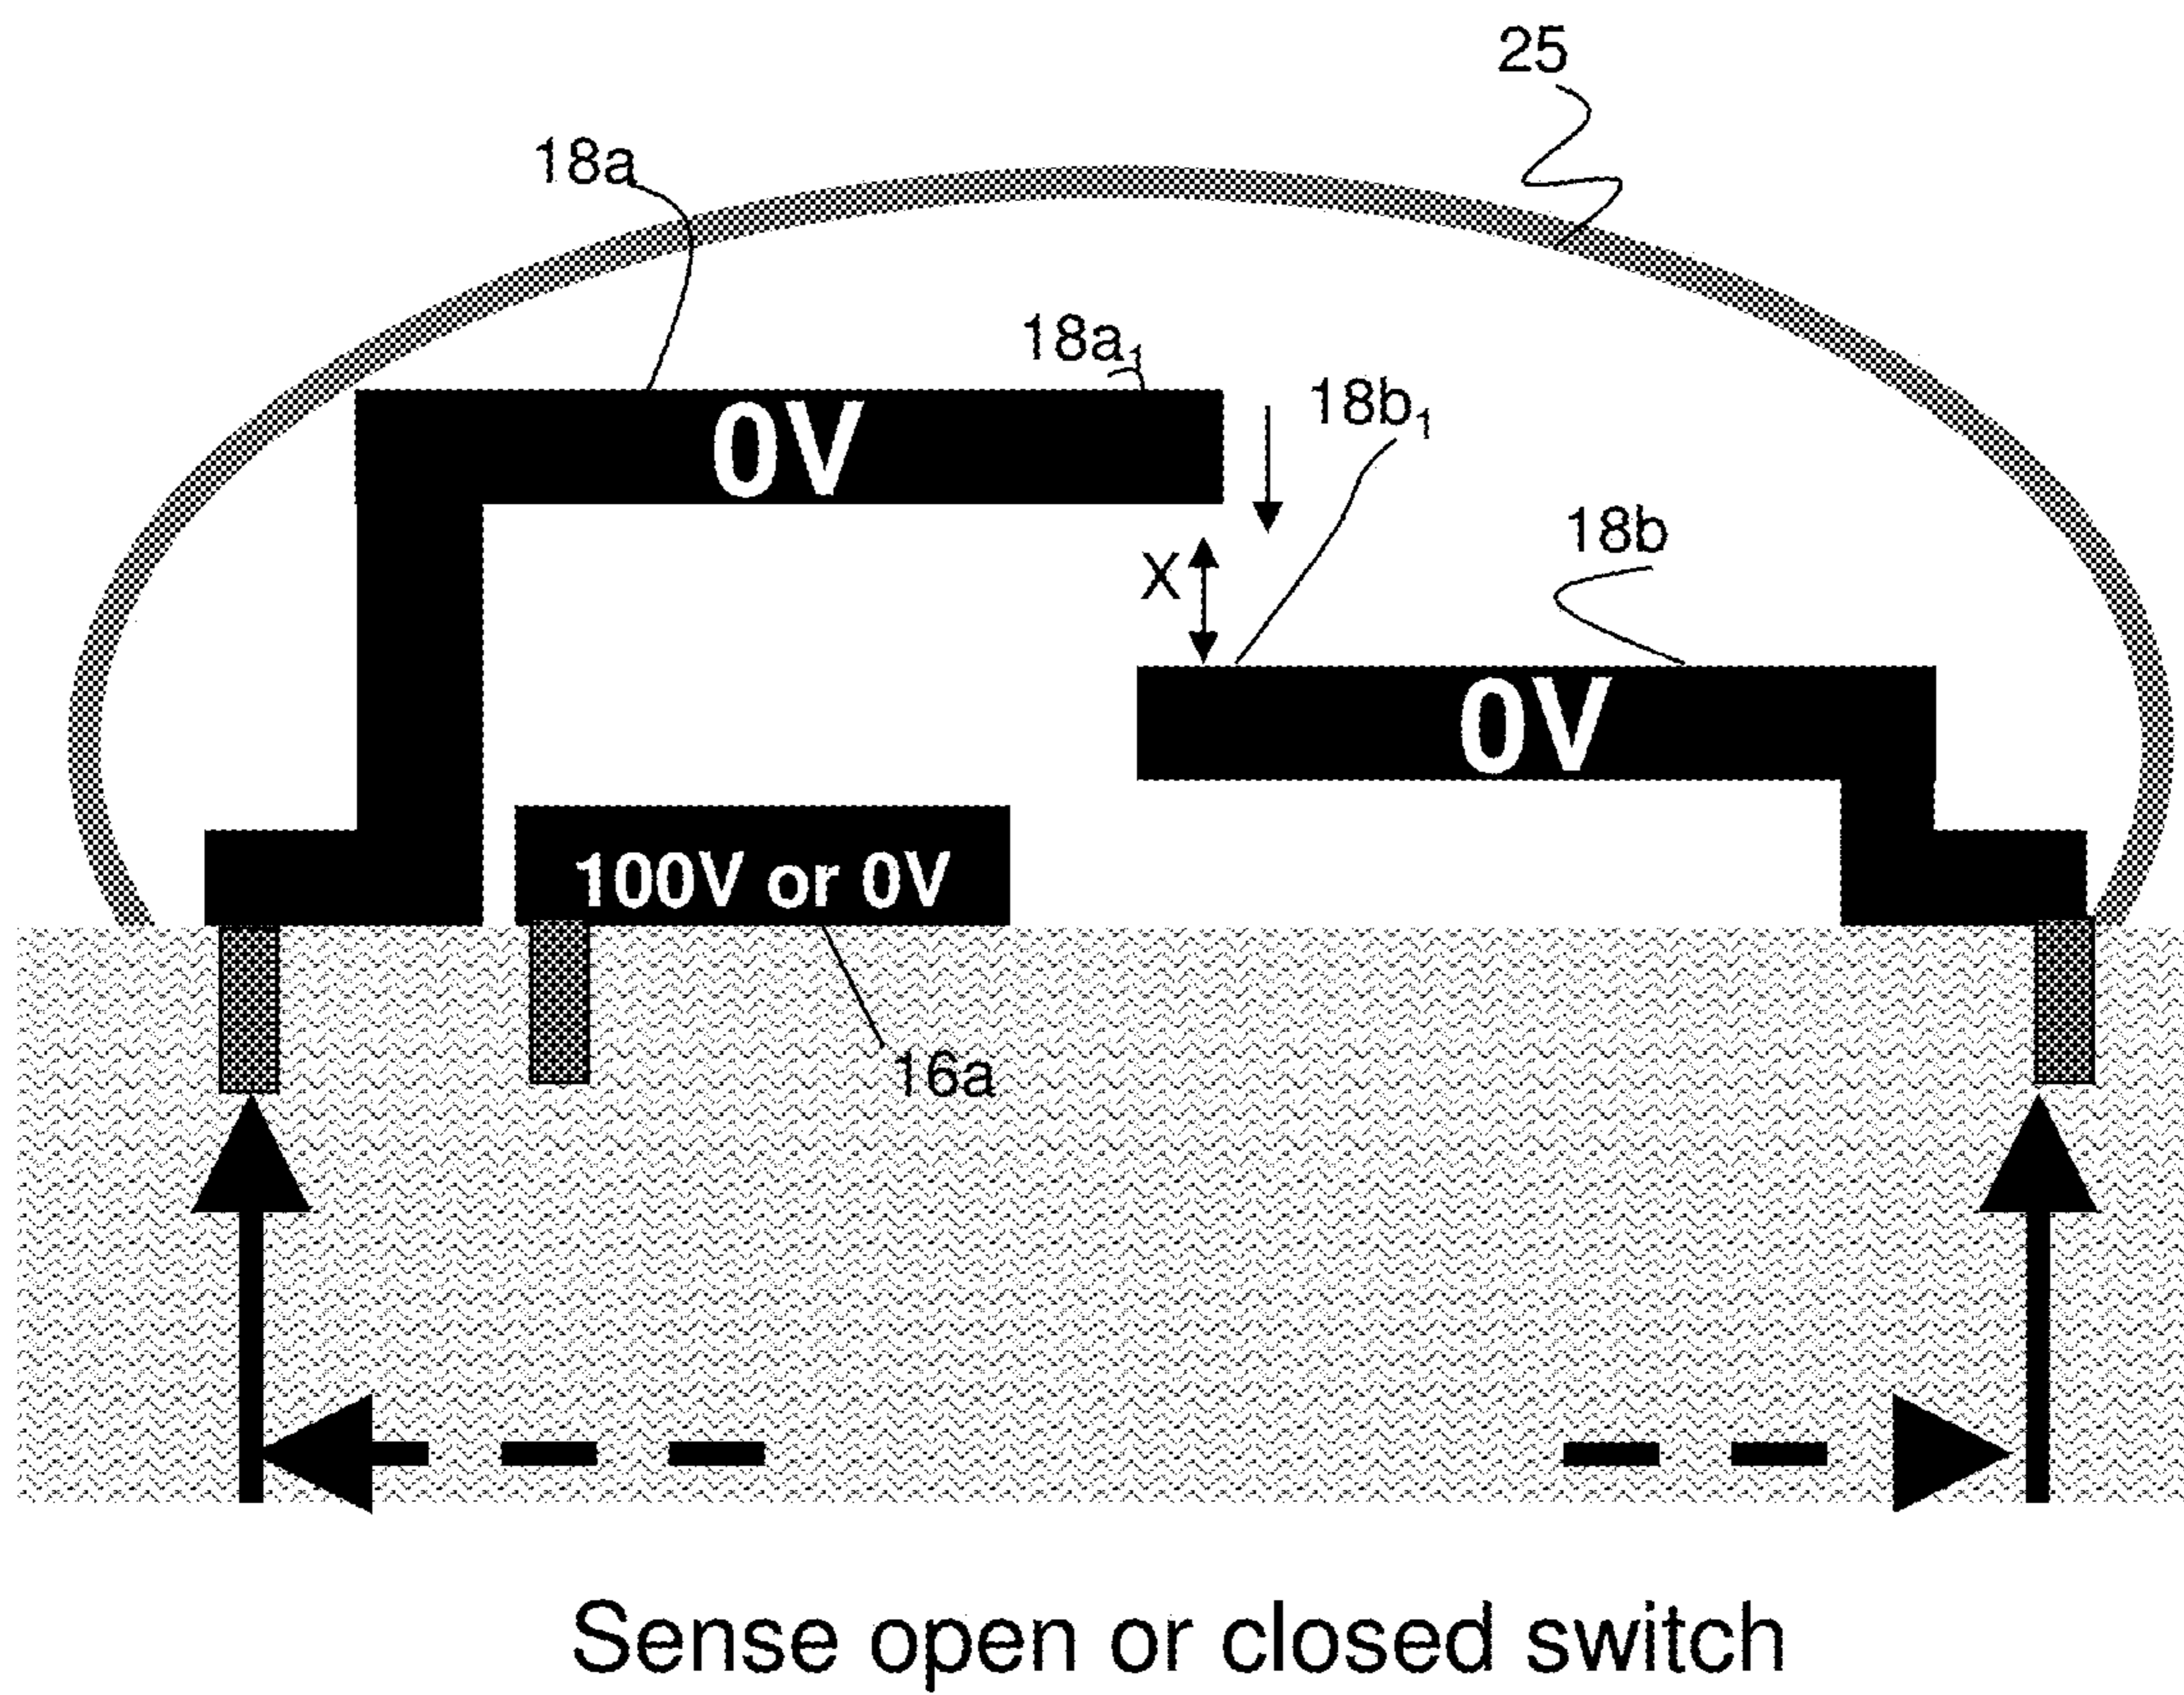 25
18a
18a₁
0V
18b₁
18b
X
0V
100V or 0V
16a
Sense open or closed switch